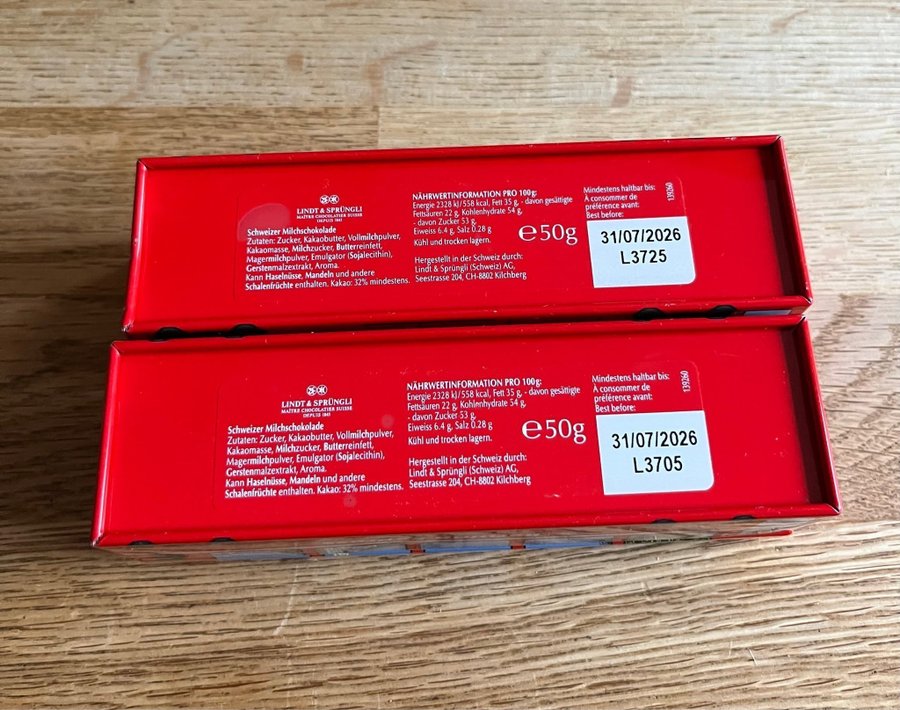 LINDT & SPRÜNGLI
MAÎTRE CHOCOLATIER SUISSE
DEPUIS 1845
Schweizer Milchschokolade
Zutaten: Zucker, Kakaobutter, Vollmilchpulver,
Kakaomasse, Milchzucker, Butterreinfett,
Magermilchpulver, Emulgator (Sojalecithin),
Gerstenmalzextrakt, Aroma.
Kann Haselnüsse, Mandeln und andere
Schalenfrüchte enthalten. Kakao: 32% mindestens.
NÄHRWERTINFORMATION PRO 100g:
Energie 2328 kJ/558 kcal, Fett 35 g, - davon gesättigte
Fettsäuren 22 g, Kohlenhydrate 54 g,
- davon Zucker 53 g,
Eiweiss 6.4 g, Salz 0.28 g
Kühl und trocken lagern.
Hergestellt in der Schweiz durch:
Lindt & Sprüngli (Schweiz) AG,
Seestrasse 204, CH-8802 Kilchberg
℮50g
Mindestens haltbar bis:
À consommer de
préférence avant:
Best before:
139260
31/07/2026
L3725
LINDT & SPRÜNGLI
MAÎTRE CHOCOLATIER SUISSE
DEPUIS 1845
Schweizer Milchschokolade
Zutaten: Zucker, Kakaobutter, Vollmilchpulver,
Kakaomasse, Milchzucker, Butterreinfett,
Magermilchpulver, Emulgator (Sojalecithin),
Gerstenmalzextrakt, Aroma.
Kann Haselnüsse, Mandeln und andere
Schalenfrüchte enthalten. Kakao: 32% mindestens.
NÄHRWERTINFORMATION PRO 100g:
Energie 2328 kJ/558 kcal, Fett 35 g, - davon gesättigte
Fettsäuren 22 g, Kohlenhydrate 54 g,
- davon Zucker 53 g,
Eiweiss 6.4 g, Salz 0.28 g
Kühl und trocken lagern.
Hergestellt in der Schweiz durch:
Lindt & Sprüngli (Schweiz) AG,
Seestrasse 204, CH-8802 Kilchberg
℮50g
Mindestens haltbar bis:
À consommer de
préférence avant:
Best before:
139260
31/07/2026
L3705